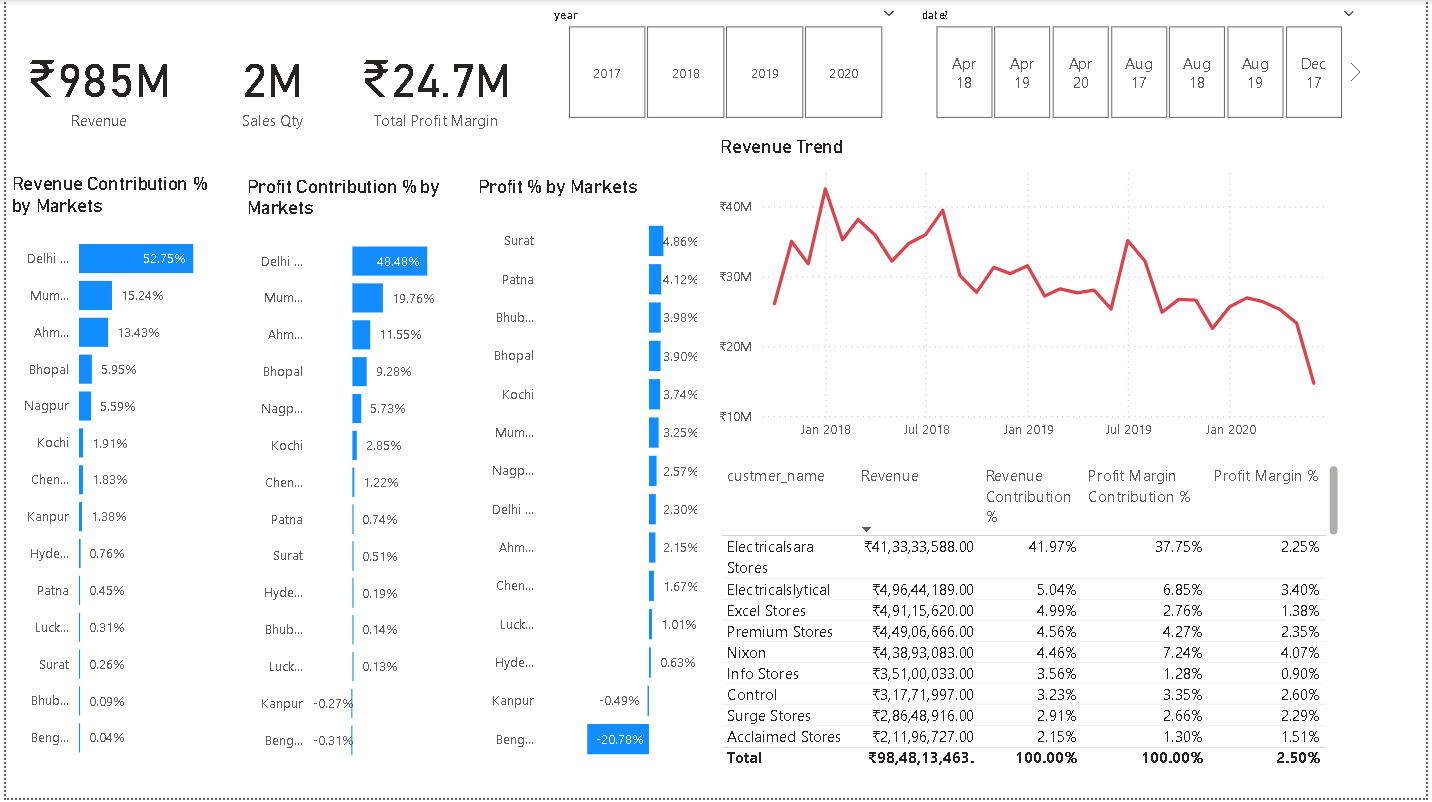 year
date!
₹985M
Revenue
2M
Sales Qty
₹24.7M
Total Profit Margin
2017
2018
2019
2020
Apr
18
Apr
19
Apr
20
Aug
17
Aug
18
Aug
19
Dec
17
Revenue Contribution %
by Markets
Delhi ... 52.75%
Mum... 15.24%
Ahm... 13.43%
Bhopal 5.95%
Nagpur 5.59%
Kochi 1.91%
Chen... 1.83%
Kanpur 1.38%
Hyde... 0.76%
Patna 0.45%
Luck... 0.31%
Surat 0.26%
Bhub... 0.09%
Beng... 0.04%
Profit Contribution % by
Markets
Delhi ... 48.48%
Mum... 19.76%
Ahm... 11.55%
Bhopal 9.28%
Nagp... 5.73%
Kochi 2.85%
Chen... 1.22%
Patna 0.74%
Surat 0.51%
Hyde... 0.19%
Bhub... 0.14%
Luck... 0.13%
Kanpur -0.27%
Beng... -0.31%
Profit % by Markets
Surat 4.86%
Patna 4.12%
Bhub... 3.98%
Bhopal 3.90%
Kochi 3.74%
Mum... 3.25%
Nagp... 2.57%
Delhi ... 2.30%
Ahm... 2.15%
Chen... 1.67%
Luck... 1.01%
Hyde... 0.63%
Kanpur -0.49%
Beng... -20.78%
Revenue Trend
₹40M
₹30M
₹20M
₹10M
Jan 2018 Jul 2018 Jan 2019 Jul 2019 Jan 2020
custmer_name Revenue Revenue Profit Margin Profit Margin %
Contribution Contribution %
%
Electricalsara ₹41,33,33,588.00 41.97% 37.75% 2.25%
Stores
Electricalslytical ₹4,96,44,189.00 5.04% 6.85% 3.40%
Excel Stores ₹4,91,15,620.00 4.99% 2.76% 1.38%
Premium Stores ₹4,49,06,666.00 4.56% 4.27% 2.35%
Nixon ₹4,38,93,083.00 4.46% 7.24% 4.07%
Info Stores ₹3,51,00,033.00 3.56% 1.28% 0.90%
Control ₹3,17,71,997.00 3.23% 3.35% 2.60%
Surge Stores ₹2,86,48,916.00 2.91% 2.66% 2.29%
Acclaimed Stores ₹2,11,96,727.00 2.15% 1.30% 1.51%
Total ₹98,48,13,463. 100.00% 100.00% 2.50%